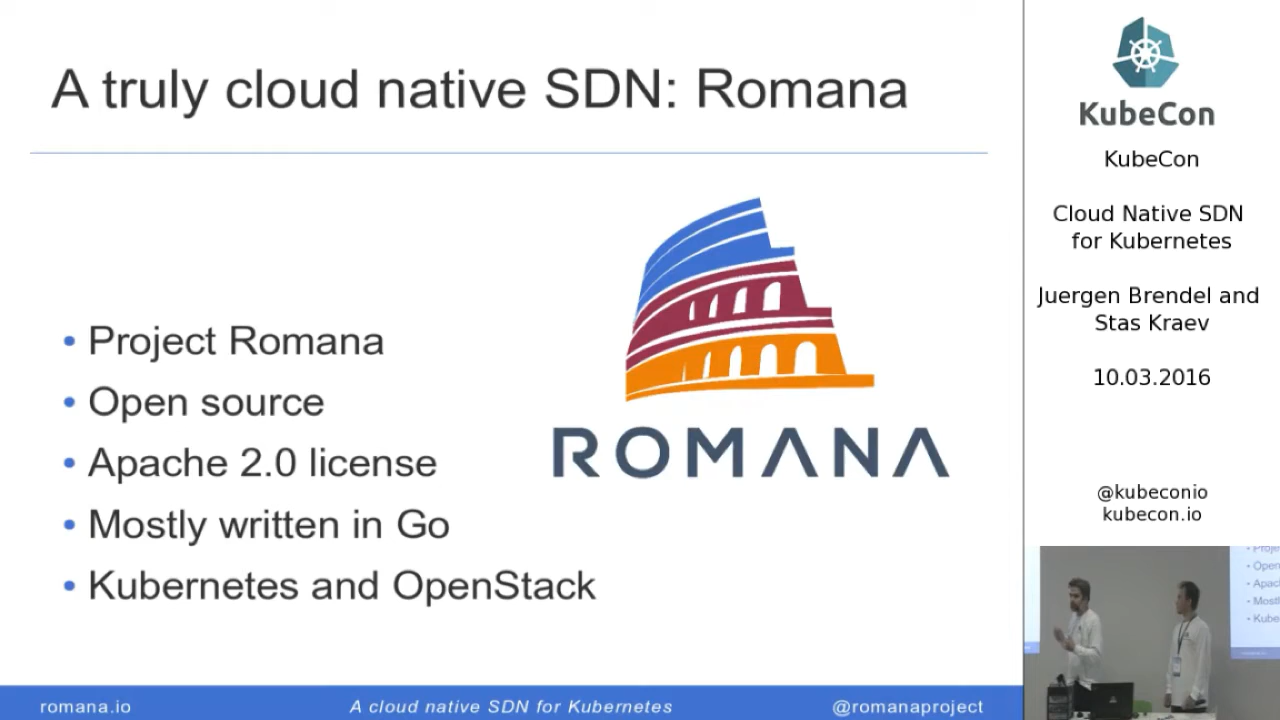 A truly cloud native SDN: Romana
• Project Romana
• Open source
• Apache 2.0 license
• Mostly written in Go
• Kubernetes and OpenStack
ROMANA
romana.io
A cloud native SDN for Kubernetes
@romanaproject
KubeCon
KubeCon
Cloud Native SDN
for Kubernetes
Juergen Brendel and
Stas Kraev
10.03.2016
@kubeconio
kubecon.io